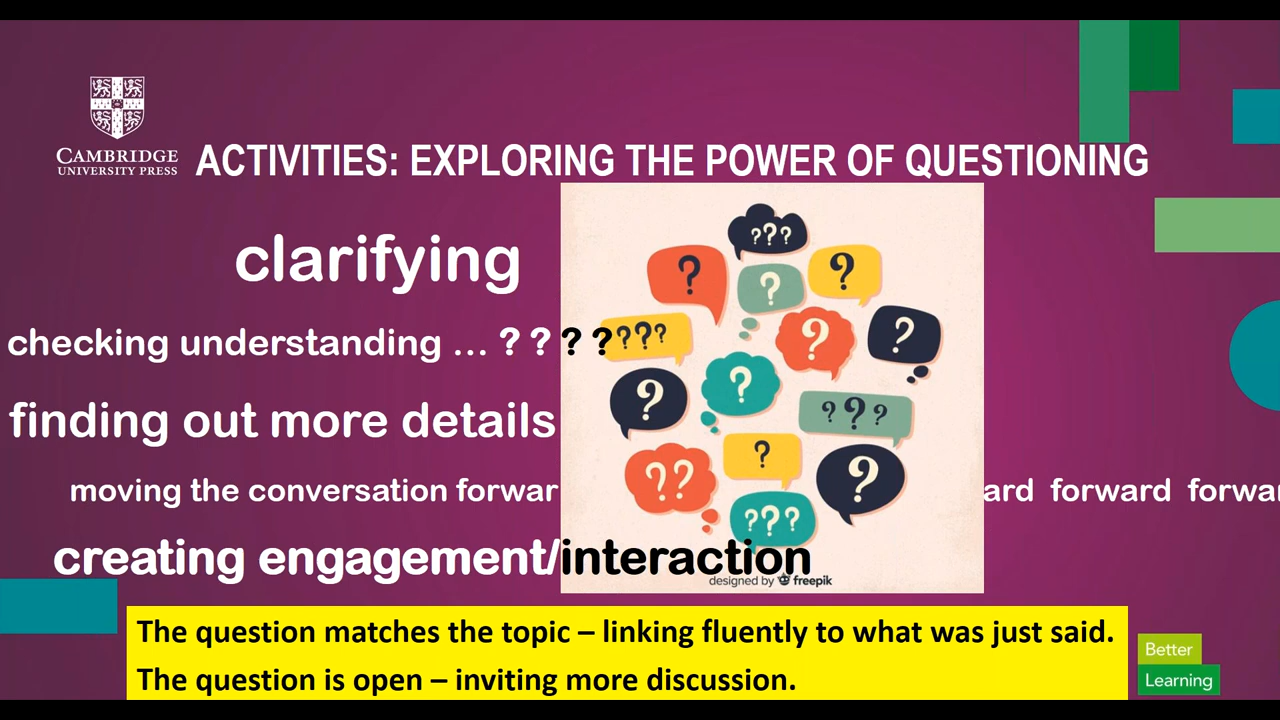 CAMBRIDGE
UNIVERSITY PRESS
ACTIVITIES: EXPLORING THE POWER OF QUESTIONING
clarifying
checking understanding … ? ? ? ?
finding out more details
moving the conversation forwar
ard forward forwar
creating engagement/interaction
???
?
?
?
???
?
?
?
?
???
??
?
?
???
designed by freepik
The question matches the topic – linking fluently to what was just said.
The question is open – inviting more discussion.
Better
Learning